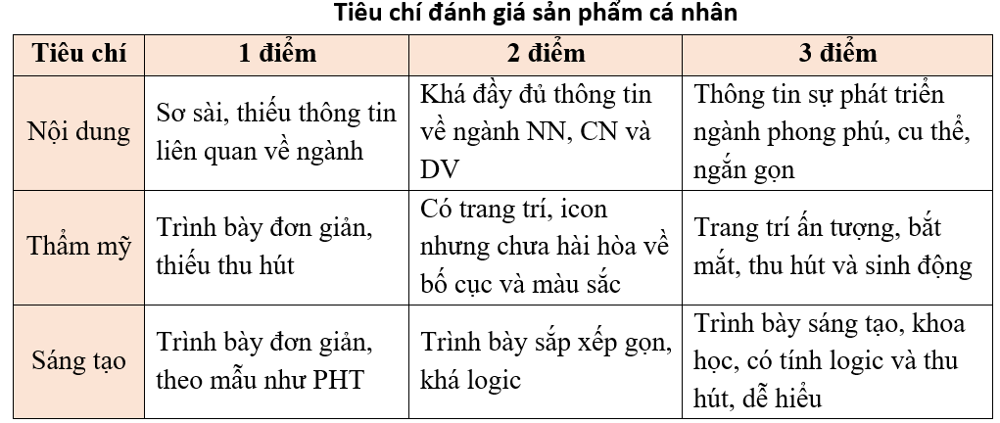 Tiêu chí đánh giá sản phẩm cá nhân
Tiêu chí 1 điểm 2 điểm 3 điểm
Nội dung
Sơ sài, thiếu thông tin
liên quan về ngành
Khá đầy đủ thông tin
về ngành NN, CN và
DV
Thông tin sự phát triển
ngành phong phú, cu thể,
ngắn gọn
Thẩm mỹ
Trình bày đơn giản,
thiếu thu hút
Có trang trí, icon
nhưng chưa hài hòa về
bố cục và màu sắc
Trang trí ấn tượng, bắt
mắt, thu hút và sinh động
Sáng tạo
Trình bày đơn giản,
theo mẫu như PHT
Trình bày sắp xếp gọn,
khá logic
Trình bày sáng tạo, khoa
học, có tính logic và thu
hút, dễ hiểu